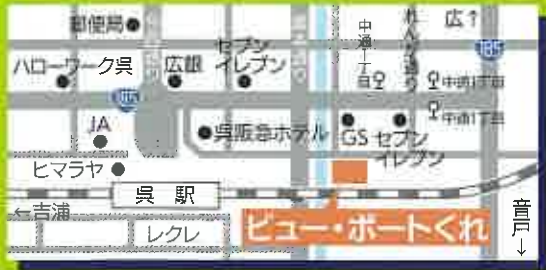 郵便局
広↑
185
れんが通り
中通1丁目
セブン
イレブン
ハローワーク呉
広銀
中通1丁目
185
中通1丁目
JA
呉阪急ホテル
GS
セブン
イレブン
ヒマラヤ
呉駅
←吉浦
レクレ
ビュー・ポートくれ
音戸↓